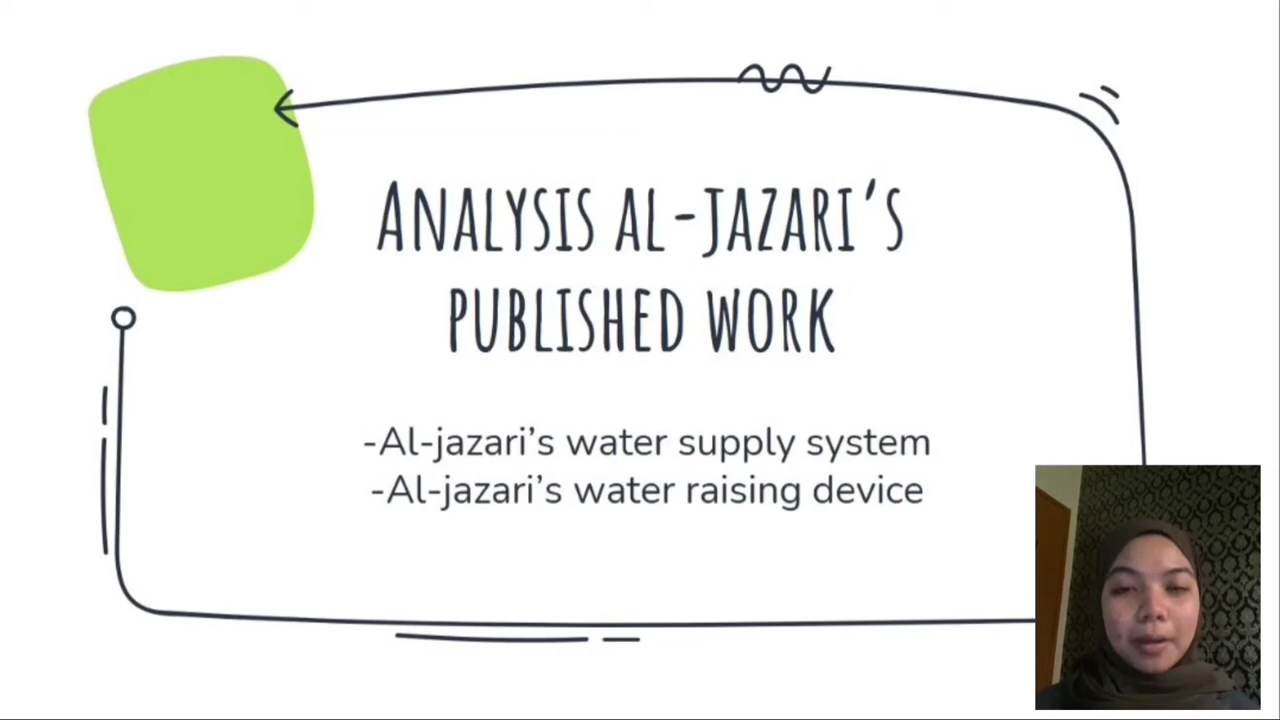 ANALYSIS AL-JAZARI'S
PUBLISHED WORK
-Al-jazari's water supply system
-Al-jazari's water raising device